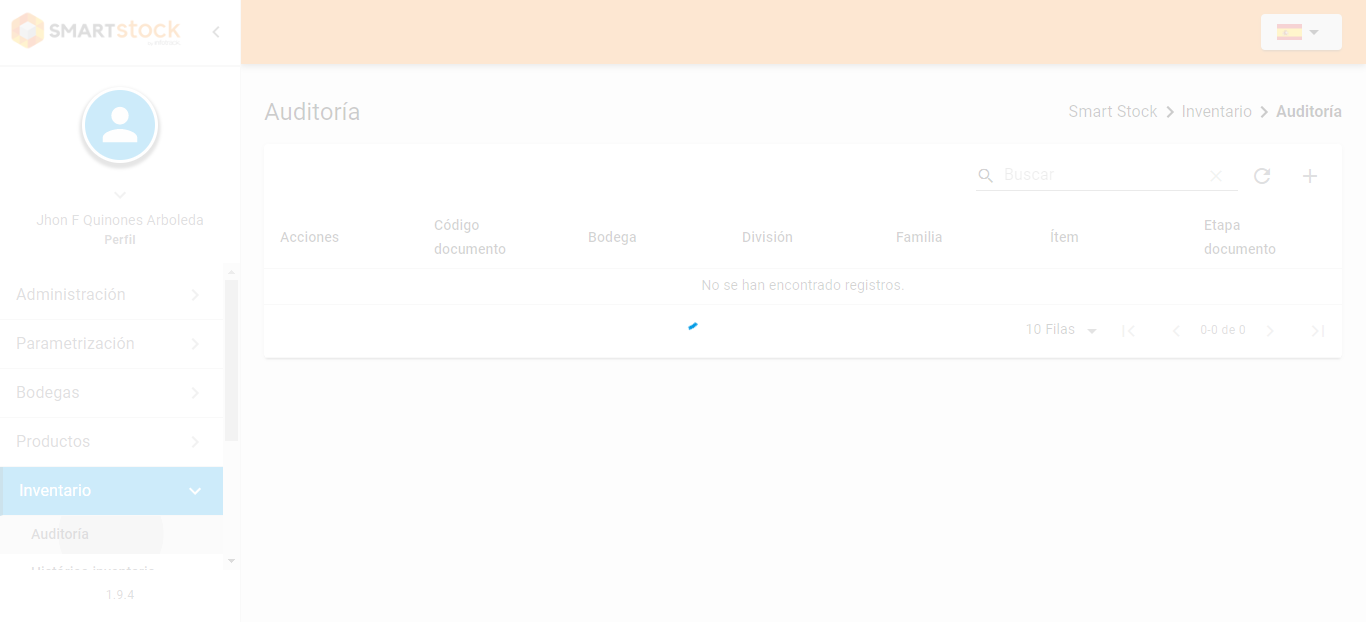 SMARTstock
Auditoría
Smart Stock
Inventario
Auditoría
Jhon F Quinones Arboleda
Perfil
Administración
Parametrización
Bodegas
Productos
Inventario
Auditoría
Histórico inventario
1.9.4
Buscar
Acciones
Código
documento
Bodega
División
Familia
Ítem
Etapa
documento
No se han encontrado registros.
10 Filas
0-0 de 0